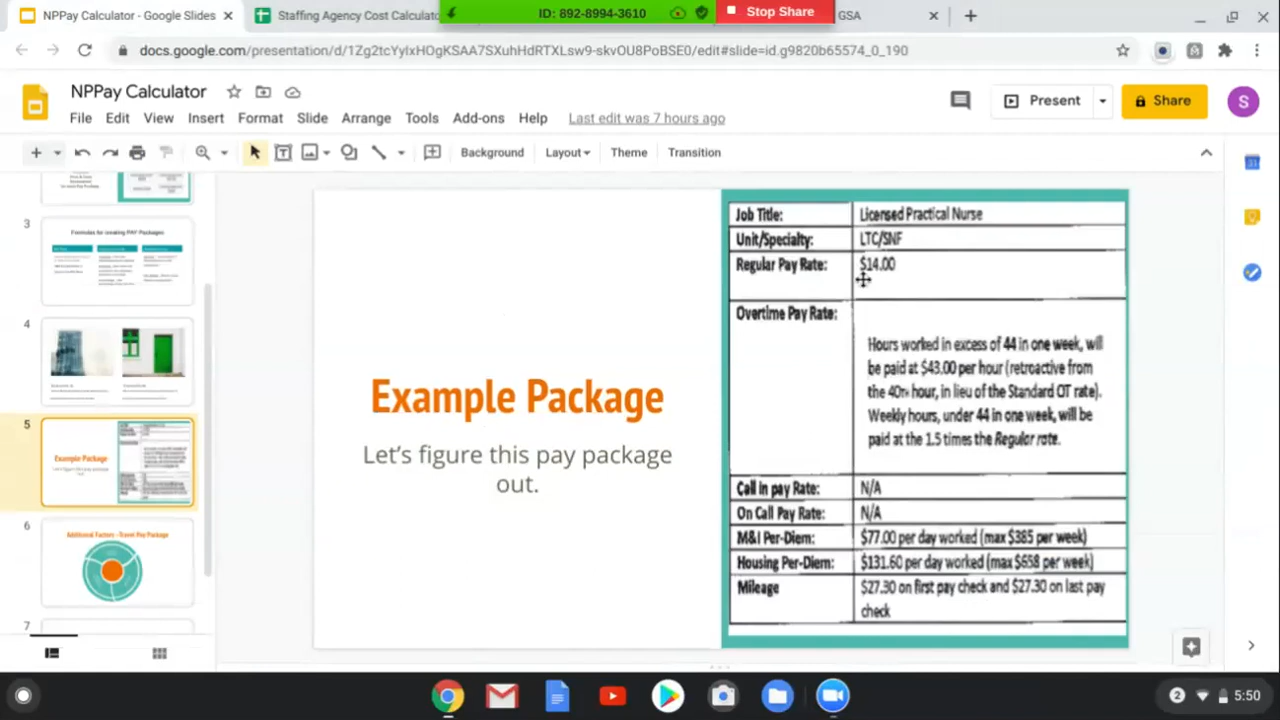 NPPay Calculator - Google Slides
Staffing Agency Cost Calculato
ID: 892-8994-3610
Stop Share
GSA
docs.google.com/presentation/d/1Zg2tcYylxHOgKSAA7SXuhHdRTXLsw9-skvOU8PoBSE0/edit#slide=id.g9820b65574_0_190
NPPay Calculator
File Edit View Insert Format Slide Arrange Tools Add-ons Help Last edit was 7 hours ago
Present
Share
S
Background Layout Theme Transition
3
Formulas for creating PAY Packages
4
5
Example Package
6
Additional Factors - Travel Pay Package
7
Example Package
Let's figure this pay package
out.
Job Title: Licensed Practical Nurse
Unit/Specialty: LTC/SNF
Regular Pay Rate: $14.00
Overtime Pay Rate:
Hours worked in excess of 44 in one week, will
be paid at $43.00 per hour (retroactive from
the 40TH hour, in lieu of the Standard OT rate).
Weekly hours, under 44 in one week, will be
paid at the 1.5 times the Regular rate.
Call in pay Rate: N/A
On Call Pay Rate: N/A
M&I Per-Diem: $77.00 per day worked (max $385 per week)
Housing Per-Diem: $131.60 per day worked (max $658 per week)
Mileage $27.30 on first pay check and $27.30 on last pay
check
31
2
5:50